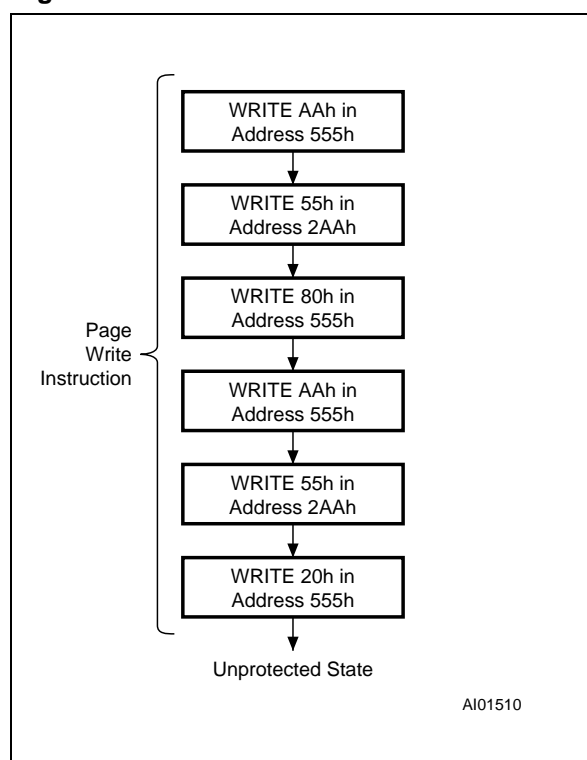 WRITE AAh in
Address 555h
WRITE 55h in
Address 2AAh
WRITE 80h in
Address 555h
Page
Write
Instruction
WRITE AAh in
Address 555h
WRITE 55h in
Address 2AAh
WRITE 20h in
Address 555h
Unprotected State
AI01510